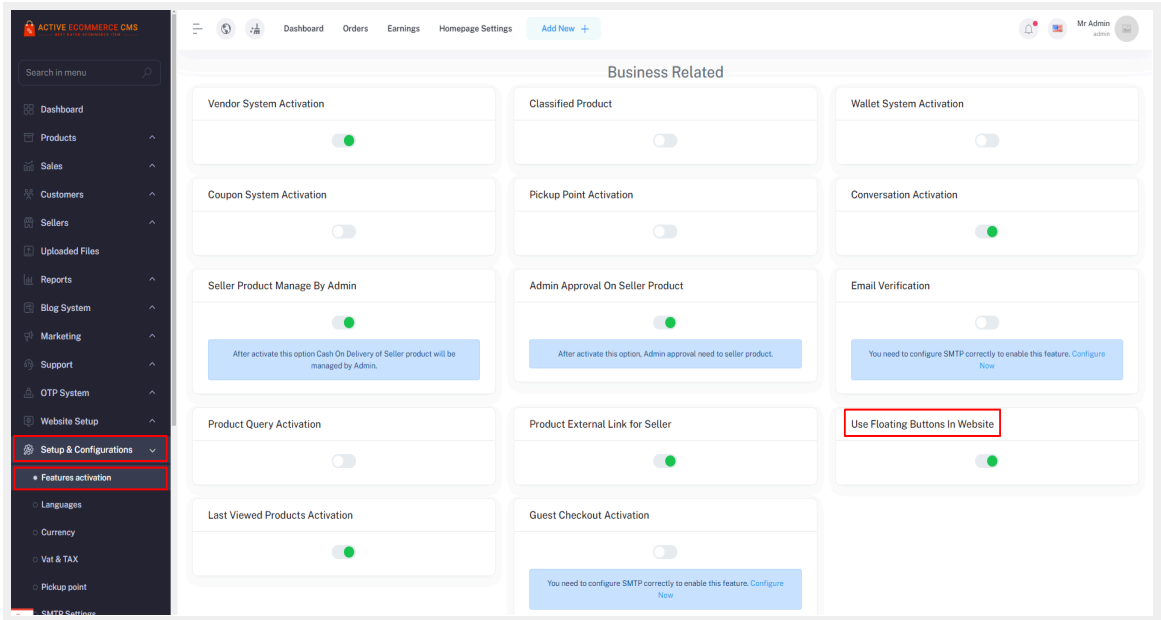 ACTIVE ECOMMERCE CMS
BEST RATED ECOMMERCE ITEM
Dashboard
Orders
Earnings
Homepage Settings
Add New +
Mr Admin
admin
Search in menu
Dashboard
Products
Sales
Customers
Sellers
Uploaded Files
Reports
Blog System
Marketing
Support
OTP System
Website Setup
Setup & Configurations
Features activation
Languages
Currency
Vat & TAX
Pickup point
SMTP Settings
Business Related
Vendor System Activation
Classified Product
Wallet System Activation
Coupon System Activation
Pickup Point Activation
Conversation Activation
Seller Product Manage By Admin
After activate this option Cash On Delivery of Seller product will be
managed by Admin.
Admin Approval On Seller Product
After activate this option, Admin approval need to seller product.
Email Verification
You need to configure SMTP correctly to enable this feature. Configure
Now
Product Query Activation
Product External Link for Seller
Use Floating Buttons In Website
Last Viewed Products Activation
Guest Checkout Activation
You need to configure SMTP correctly to enable this feature. Configure
Now